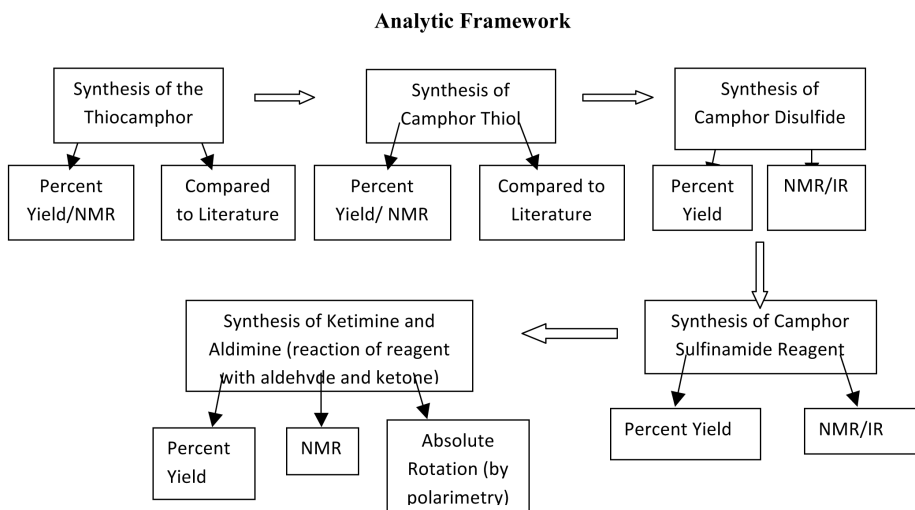 Analytic Framework
Synthesis of the
Thiocamphor
Synthesis of
Camphor Thiol
Synthesis of
Camphor Disulfide
Percent
Yield/NMR
Compared
to Literature
Percent
Yield/ NMR
Compared to
Literature
Percent
Yield
NMR/IR
Synthesis of Ketimine and
Aldimine (reaction of reagent
with aldehyde and ketone)
Synthesis of Camphor
Sulfinamide Reagent
Percent
Yield
NMR
Absolute
Rotation (by
polarimetry)
Percent Yield
NMR/IR